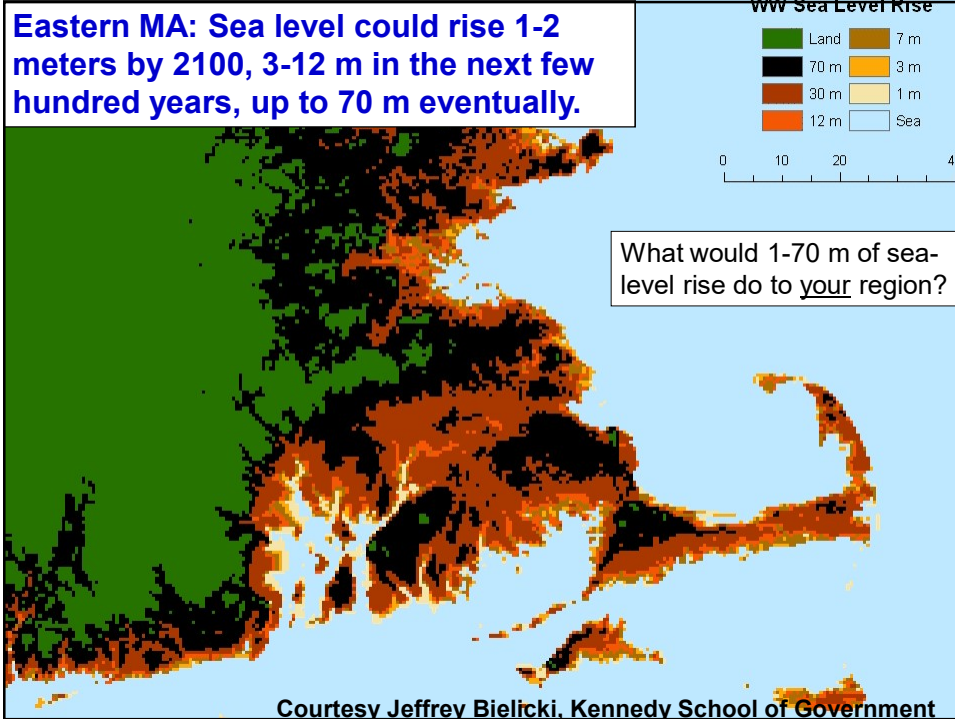 Eastern MA: Sea level could rise 1-2
meters by 2100, 3-12 m in the next few
hundred years, up to 70 m eventually.
WW Sea Level Rise
Land 7 m
70 m 3 m
30 m 1 m
12 m Sea
0 10 20 4
What would 1-70 m of sea-
level rise do to your region?
Courtesy Jeffrey Bielicki, Kennedy School of Government